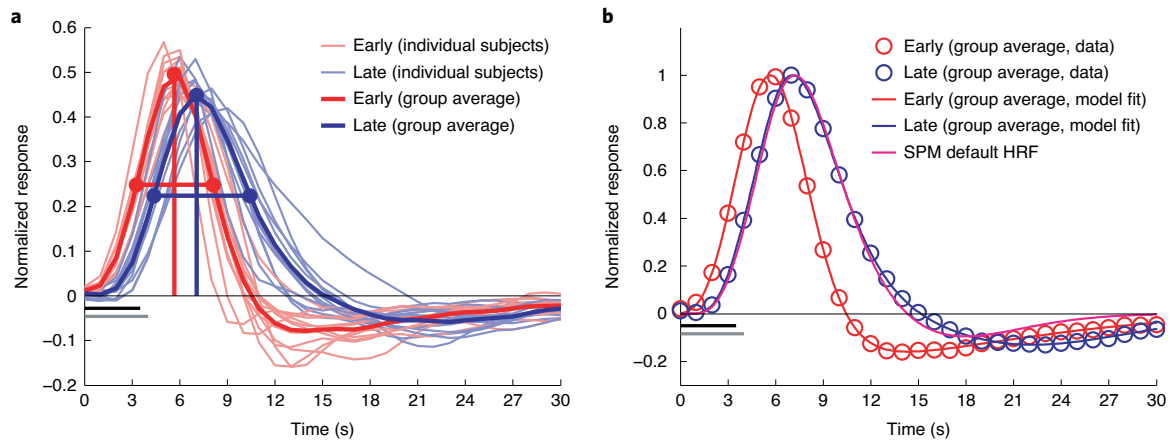 a
Normalized response
0.6
0.5
0.4
0.3
0.2
0.1
0
−0.1
−0.2
0 3 6 9 12 15 18 21 24 27 30
Time (s)
Early (individual subjects)
Late (individual subjects)
Early (group average)
Late (group average)
b
Normalized response
1
0.8
0.6
0.4
0.2
0
−0.2
0 3 6 9 12 15 18 21 24 27 30
Time (s)
Early (group average, data)
Late (group average, data)
Early (group average, model fit)
Late (group average, model fit)
SPM default HRF